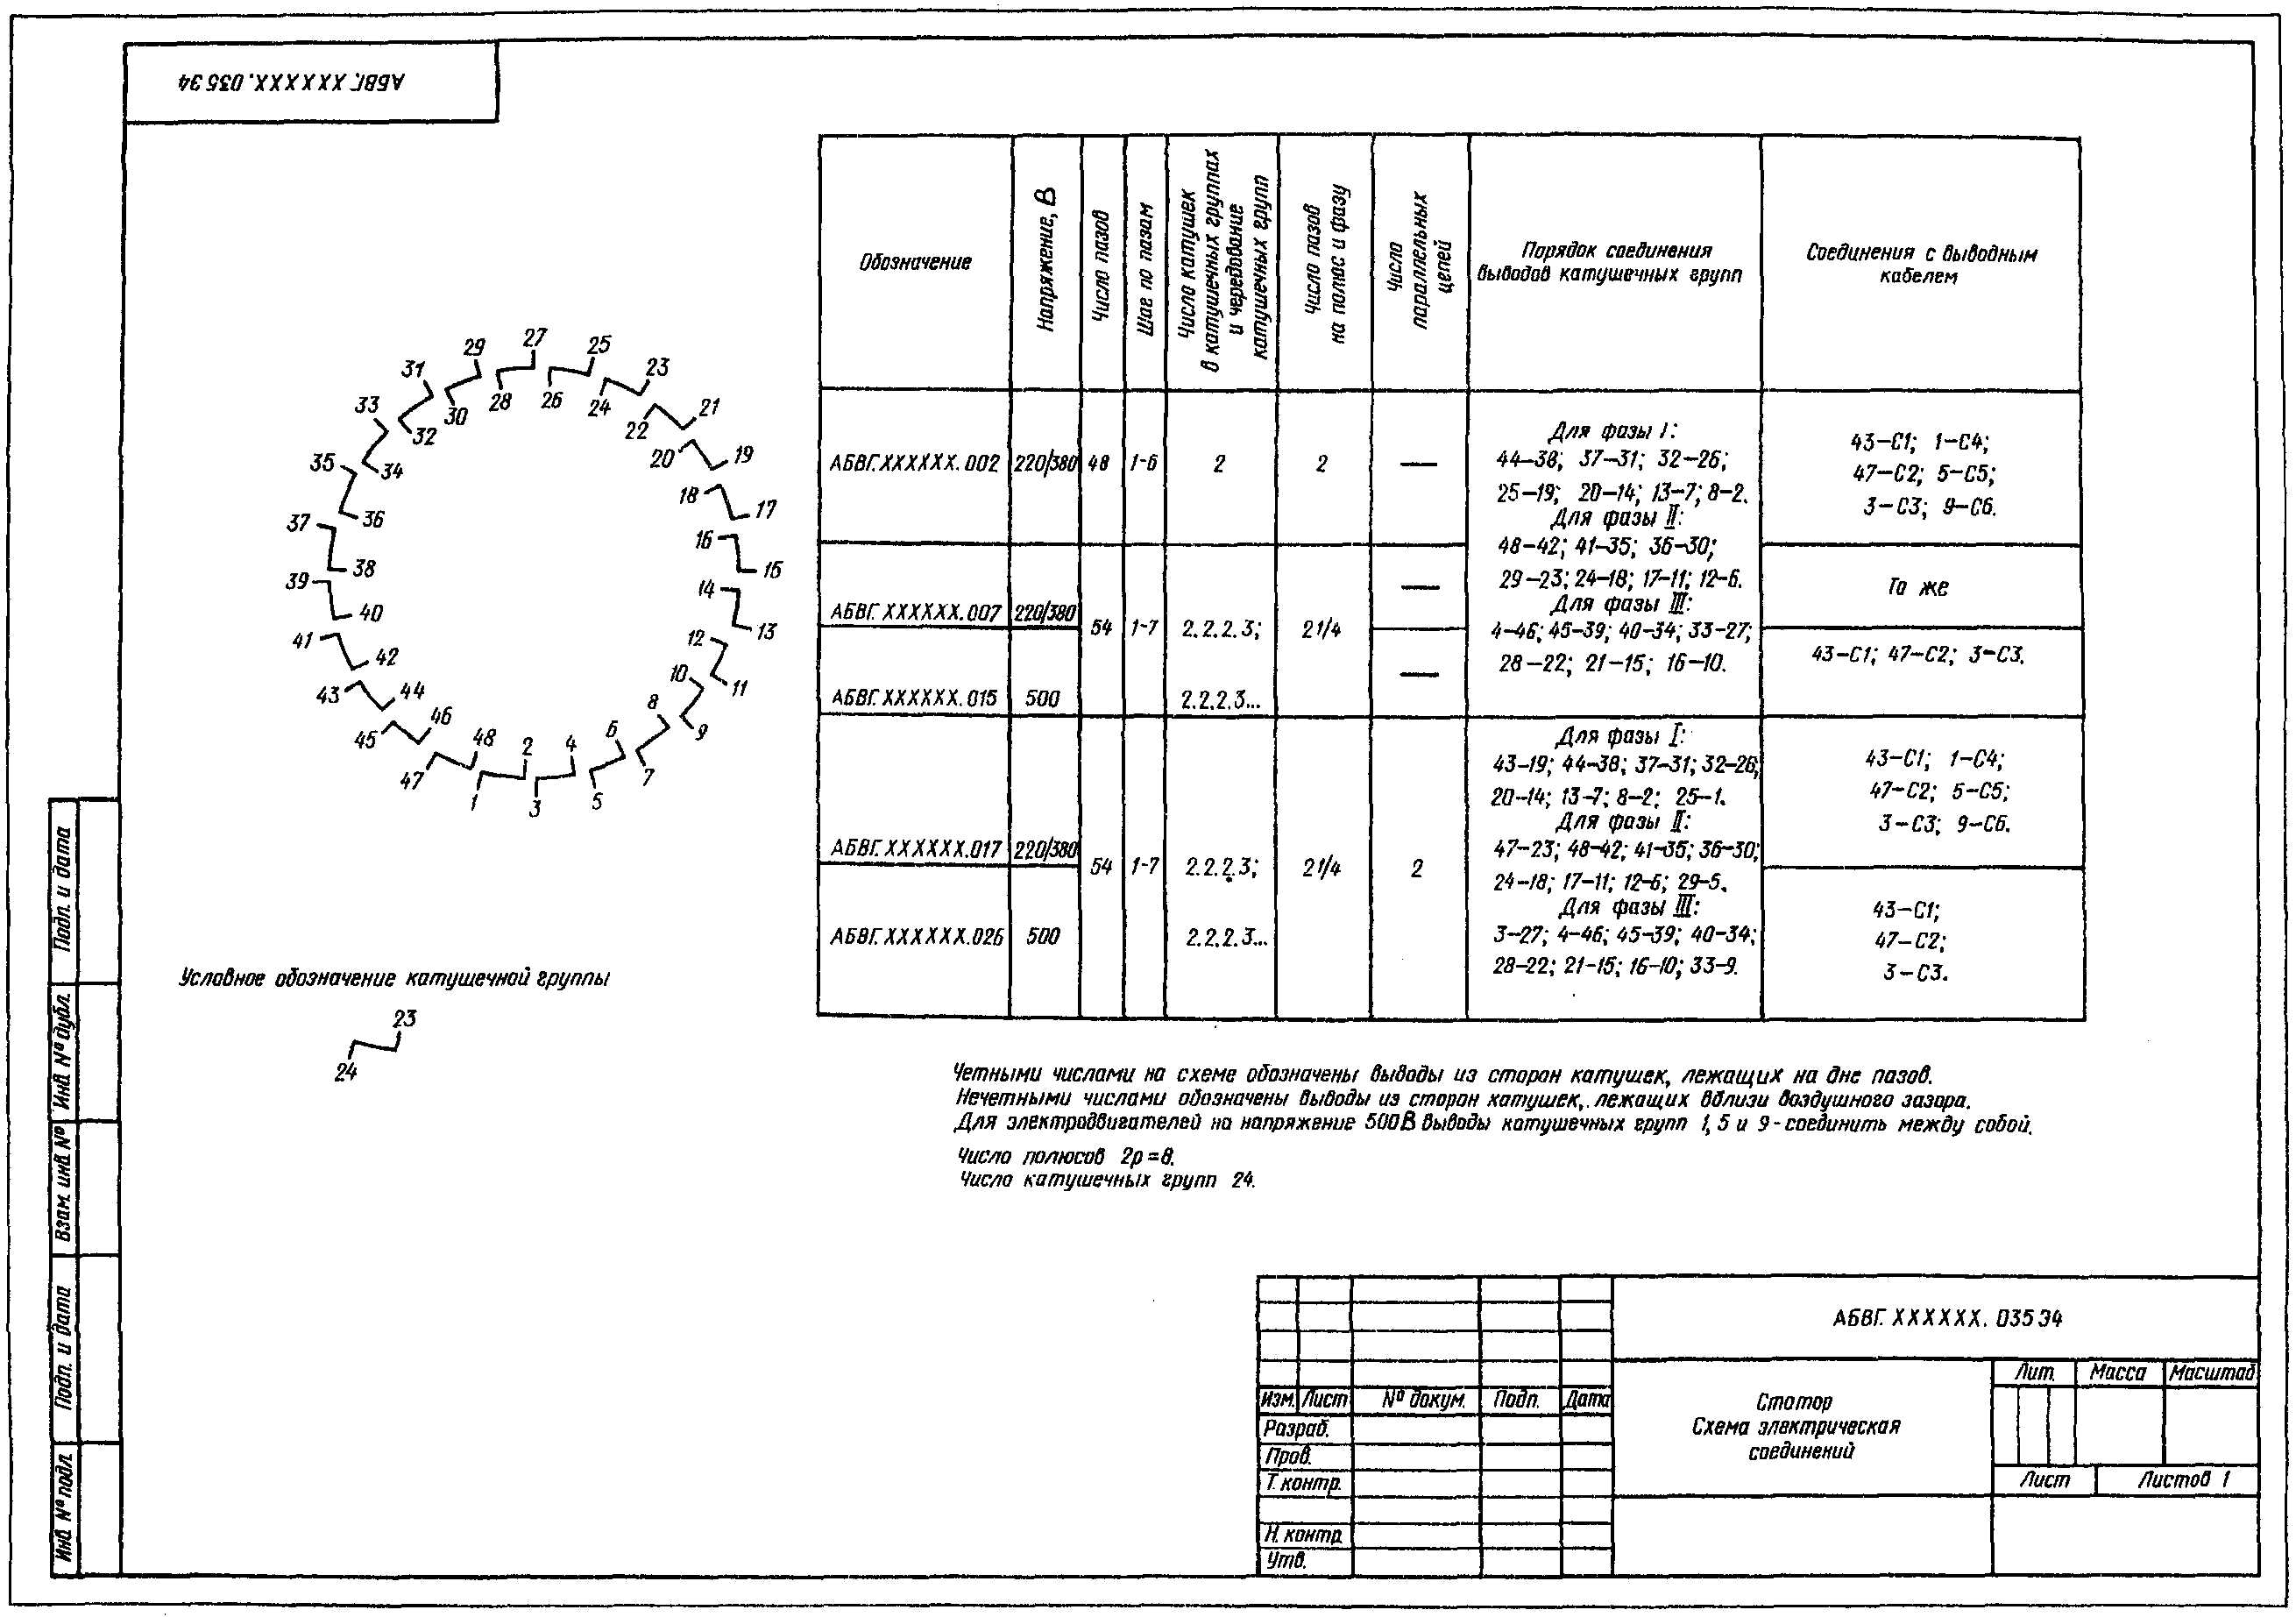 АБВГ. XXXXXX. 035 Э4
27
29
25
31
23
28
26
30
24
21
33
32
22
20
19
35
34
18
17
37
36
16
15
39
38
14
40
13
41
12
42
10
11
43
44
8
9
45
46
6
7
47
48
2
4
1
3
5
Условное обозначение катушечной группы
23
24
Обозначение
Напряжение, В
Число пазов
Шаг по пазам
Число катушек
в катушечных группах
и чередование
катушечных групп
Число пазов
на полюс и фазу
Число
параллельных
цепей
Порядок соединения
выводов катушечных групп
Соединения с выводным
кабелем
АБВГ. XXXXXX. 002 220/380 48 1-6 2 2 —
Для фазы I:
44-38; 37-31; 32-26;
25-19; 20-14; 13-7; 8-2.
Для фазы II:
48-42; 41-35; 36-30;
29-23; 24-18; 17-11; 12-6.
Для фазы III:
4-46; 45-39; 40-34; 33-27;
28-22; 21-15; 16-10.
43-С1; 1-С4;
47-С2; 5-С5;
3-С3; 9-С6.
АБВГ. XXXXXX. 007 220/380 —
То же
54 1-7 2.2.2.3; 2 1/4
АБВГ. XXXXXX. 015 500 2.2.2.3... —
43-С1; 47-С2; 3-С3.
АБВГ. XXXXXX.017 220/380
54 1-7 2.2.2.3; 2 1/4 2
АБВГ. XXXXXX.026 500 2.2.2.3...
Для фазы I:
43-19; 44-38; 37-31; 32-26;
20-14; 13-7; 8-2; 25-1.
Для фазы II:
47-23; 48-42; 41-35; 36-30;
24-18; 17-11; 12-6; 29-5.
Для фазы III:
3-27; 4-46; 45-39; 40-34;
28-22; 21-15; 16-10; 33-9.
43-С1; 1-С4;
47-С2; 5-С5;
3-С3; 9-С6.
43-С1;
47-С2;
3-С3.
Четными числами на схеме обозначены выводы из сторон катушек, лежащих на дне пазов.
Нечетными числами обозначены выводы из сторон катушек, лежащих вблизи воздушного зазора.
Для электродвигателей на напряжение 500 В выводы катушечных групп 1, 5 и 9 - соединить между собой.
Число полюсов 2р=8.
Число катушечных групп 24.
Подп. и дата
Инв. № дубл.
Взам. инв. №
Подп. и дата
Инв. № подл.
АБВГ. XXXXXX. 035 Э4
Изм. Лист № докум. Подп. Дата
Разраб.
Пров.
Т. контр.
Н. контр.
Утв.
Статор
Схема электрическая
соединений
Лит. Масса Масштаб
Лист Листов 1